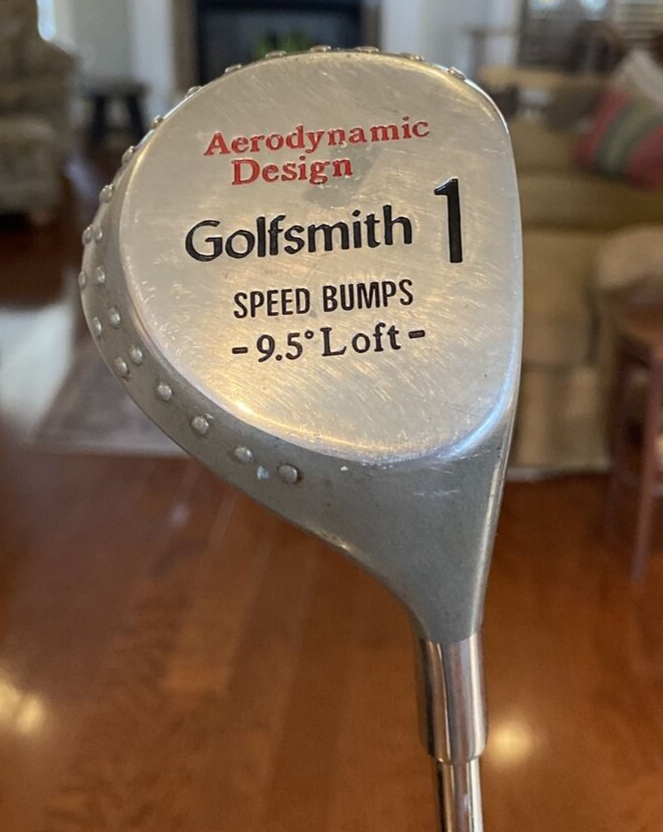 Aerodynamic
Design
Golfsmith 1
SPEED BUMPS
-9.5° Loft-